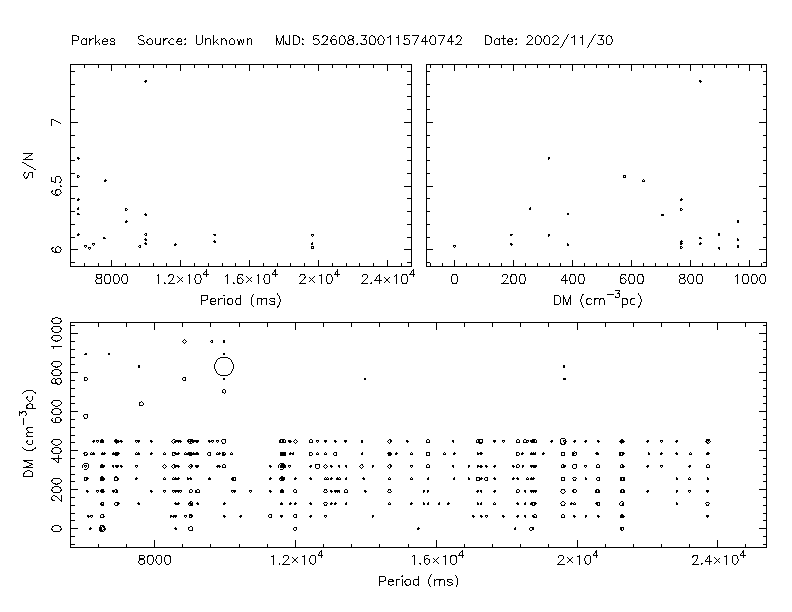 Parkes Source: Unknown MJD: 52608.300115740742 Date: 2002/11/30
S/N
7
6.5
6
8000 1.2×10⁴ 1.6×10⁴ 2×10⁴ 2.4×10⁴
Period (ms)
0 200 400 600 800 1000
DM (cm⁻³pc)
DM (cm⁻³pc)
1000
800
600
400
200
0
8000 1.2×10⁴ 1.6×10⁴ 2×10⁴ 2.4×10⁴
Period (ms)